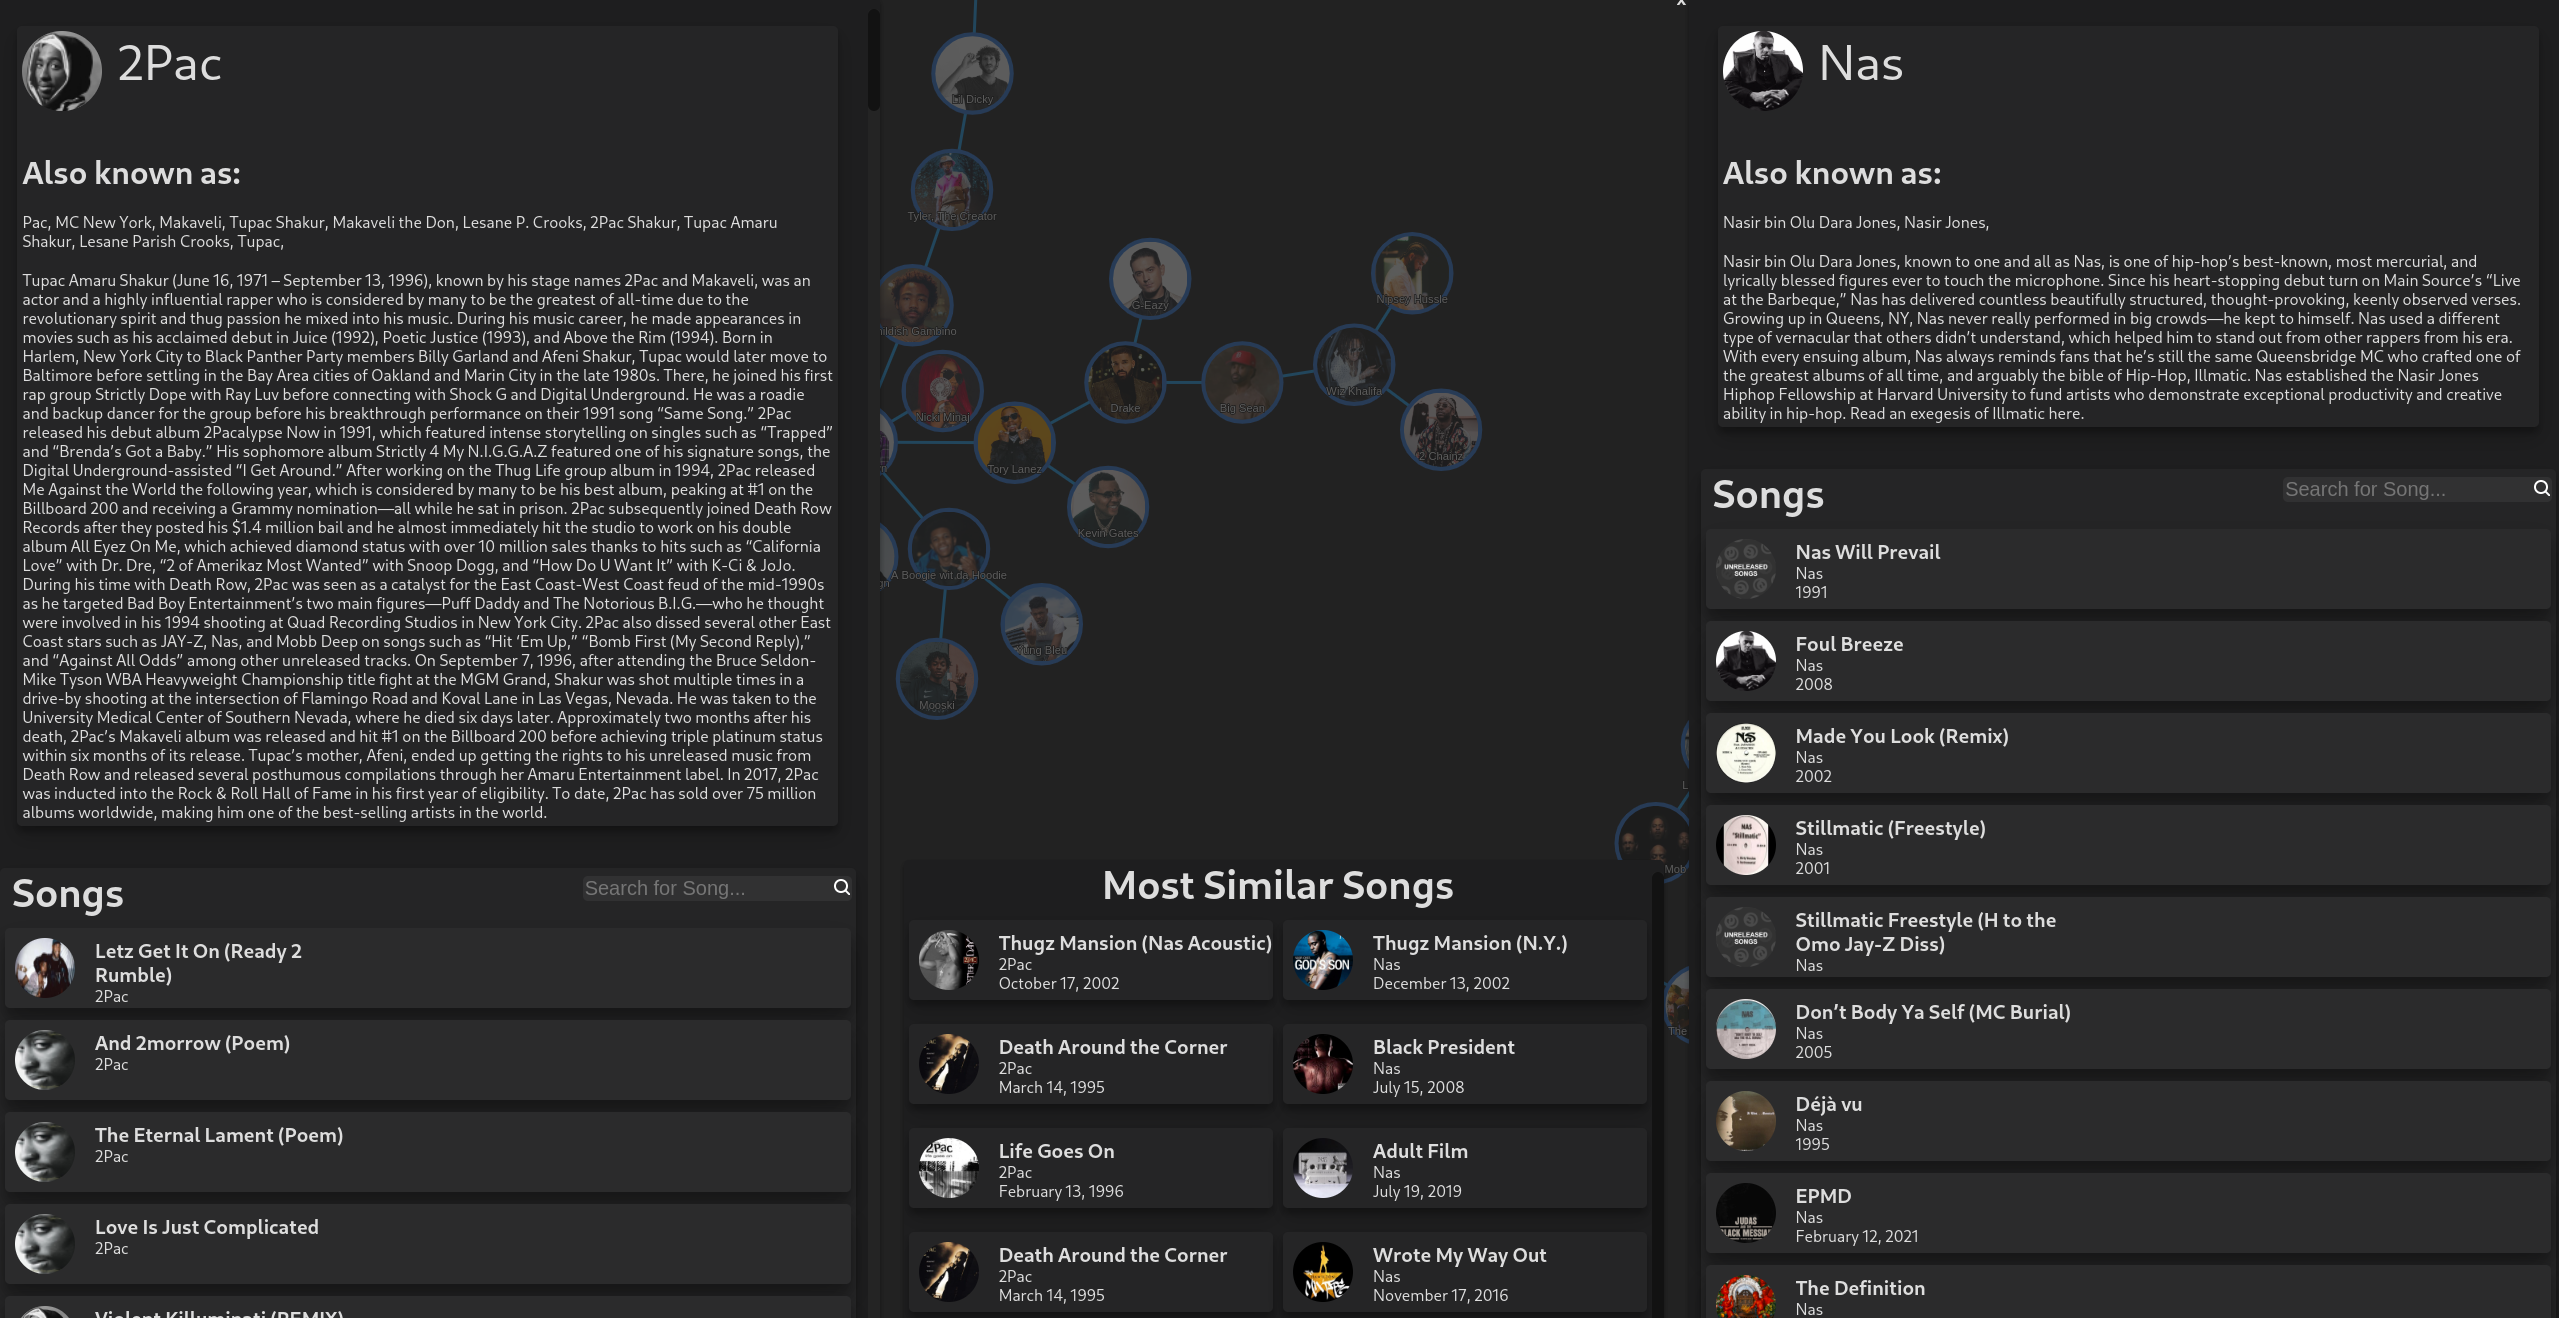 2Pac
Also known as:
Pac, MC New York, Makaveli, Tupac Shakur, Makaveli the Don, Lesane P. Crooks, 2Pac Shakur, Tupac Amaru
Shakur, Lesane Parish Crooks, Tupac,
Tupac Amaru Shakur (June 16, 1971 – September 13, 1996), known by his stage names 2Pac and Makaveli, was an
actor and a highly influential rapper who is considered by many to be the greatest of all-time due to the
revolutionary spirit and thug passion he mixed into his music. During his music career, he made appearances in
movies such as his acclaimed debut in Juice (1992), Poetic Justice (1993), and Above the Rim (1994). Born in
Harlem, New York City to Black Panther Party members Billy Garland and Afeni Shakur, Tupac would later move to
Baltimore before settling in the Bay Area cities of Oakland and Marin City in the late 1980s. There, he joined his first
rap group Strictly Dope with Ray Luv before connecting with Shock G and Digital Underground. He was a roadie
and backup dancer for the group before his breakthrough performance on their 1991 song “Same Song.” 2Pac
released his debut album 2Pacalypse Now in 1991, which featured intense storytelling on singles such as “Trapped”
and “Brenda’s Got a Baby.” His sophomore album Strictly 4 My N.I.G.G.A.Z featured one of his signature songs, the
Digital Underground-assisted “I Get Around.” After working on the Thug Life group album in 1994, 2Pac released
Me Against the World the following year, which is considered by many to be his best album, peaking at #1 on the
Billboard 200 and receiving a Grammy nomination—all while he sat in prison. 2Pac subsequently joined Death Row
Records after they posted his $1.4 million bail and he almost immediately hit the studio to work on his double
album All Eyez On Me, which achieved diamond status with over 10 million sales thanks to hits such as “California
Love” with Dr. Dre, “2 of Amerikaz Most Wanted” with Snoop Dogg, and “How Do U Want It” with K-Ci & JoJo.
During his time with Death Row, 2Pac was seen as a catalyst for the East Coast-West Coast feud of the mid-1990s
as he targeted Bad Boy Entertainment’s two main figures—Puff Daddy and The Notorious B.I.G.—who he thought
were involved in his 1994 shooting at Quad Recording Studios in New York City. 2Pac also dissed several other East
Coast stars such as JAY-Z, Nas, and Mobb Deep on songs such as “Hit ’Em Up,” “Bomb First (My Second Reply),”
and “Against All Odds” among other unreleased tracks. On September 7, 1996, after attending the Bruce Seldon-
Mike Tyson WBA Heavyweight Championship title fight at the MGM Grand, Shakur was shot multiple times in a
drive-by shooting at the intersection of Flamingo Road and Koval Lane in Las Vegas, Nevada. He was taken to the
University Medical Center of Southern Nevada, where he died six days later. Approximately two months after his
death, 2Pac’s Makaveli album was released and hit #1 on the Billboard 200 before achieving triple platinum status
within six months of its release. Tupac’s mother, Afeni, ended up getting the rights to his unreleased music from
Death Row and released several posthumous compilations through her Amaru Entertainment label. In 2017, 2Pac
was inducted into the Rock & Roll Hall of Fame in his first year of eligibility. To date, 2Pac has sold over 75 million
albums worldwide, making him one of the best-selling artists in the world.
Songs
Search for Song...
Letz Get It On (Ready 2
Rumble)
2Pac
And 2morrow (Poem)
2Pac
The Eternal Lament (Poem)
2Pac
Love Is Just Complicated
2Pac
Violent Killuminati (REMIX)
x
Lil Dicky
Tyler, The Creator
ildish Gambino
G-Eazy
Nipsey Hussle
Nicki Minaj
Drake
Big Sean
Wiz Khalifa
Tory Lanez
2 Chainz
Kevin Gates
A Boogie wit da Hoodie
Yung Bleu
Mooski
Mob
The
Most Similar Songs
Thugz Mansion (Nas Acoustic)
2Pac
October 17, 2002
Thugz Mansion (N.Y.)
Nas
December 13, 2002
GOD'S SON
Death Around the Corner
2Pac
March 14, 1995
Black President
Nas
July 15, 2008
2Pac
Life Goes On
2Pac
February 13, 1996
Adult Film
Nas
July 19, 2019
Death Around the Corner
2Pac
March 14, 1995
Wrote My Way Out
Nas
November 17, 2016
Nas
Also known as:
Nasir bin Olu Dara Jones, Nasir Jones,
Nasir bin Olu Dara Jones, known to one and all as Nas, is one of hip-hop’s best-known, most mercurial, and
lyrically blessed figures ever to touch the microphone. Since his heart-stopping debut turn on Main Source’s “Live
at the Barbeque,” Nas has delivered countless beautifully structured, thought-provoking, keenly observed verses.
Growing up in Queens, NY, Nas never really performed in big crowds—he kept to himself. Nas used a different
type of vernacular that others didn’t understand, which helped him to stand out from other rappers from his era.
With every ensuing album, Nas always reminds fans that he’s still the same Queensbridge MC who crafted one of
the greatest albums of all time, and arguably the bible of Hip-Hop, Illmatic. Nas established the Nasir Jones
Hiphop Fellowship at Harvard University to fund artists who demonstrate exceptional productivity and creative
ability in hip-hop. Read an exegesis of Illmatic here.
Songs
Search for Song...
UNRELEASED
SONGS
Nas Will Prevail
Nas
1991
Foul Breeze
Nas
2008
NaS
Made You Look (Remix)
Nas
2002
NAS
"Stillmatic"
Stillmatic (Freestyle)
Nas
2001
UNRELEASED
SONGS
Stillmatic Freestyle (H to the
Omo Jay-Z Diss)
Nas
NAS
Don’t Body Ya Self (MC Burial)
Nas
2005
Déjà vu
Nas
1995
JUDAS
BLACK MESSIAH
EPMD
Nas
February 12, 2021
The Definition
Nas